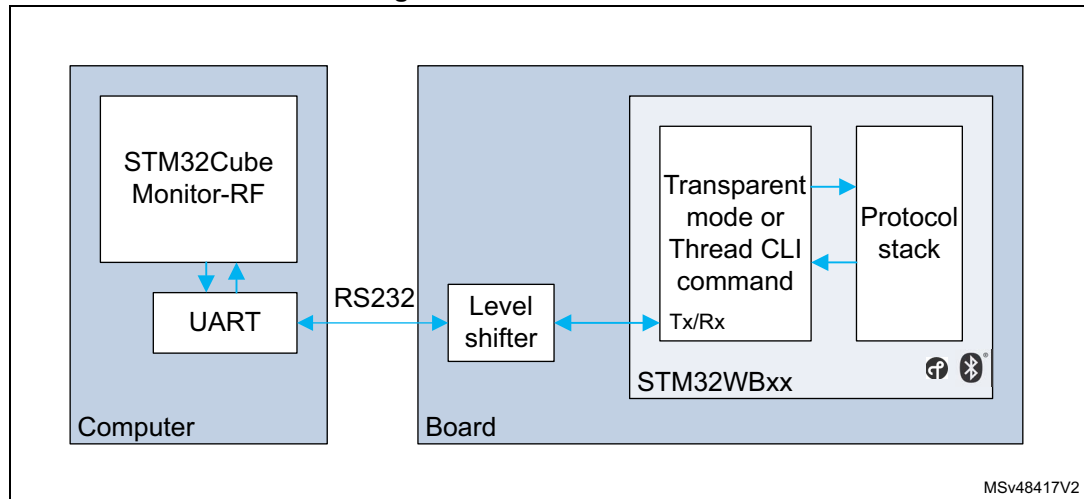 STM32Cube
Monitor-RF
UART
Computer
RS232
Level
shifter
Transparent
mode or
Thread CLI
command
Tx/Rx
Protocol
stack
STM32WBxx
Board
MSv48417V2